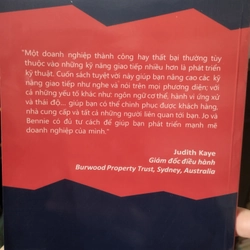 "Một doanh nghiệp thành công hay thất bại thường tùy
thuộc vào những kỹ năng giao tiếp nhiều hơn là phát triển
kỹ thuật. Cuốn sách tuyệt vời này giúp bạn nâng cao các kỹ
năng giao tiếp như nghe và nói trên mọi phương diện; với
cả những yếu tố khác như: ngôn ngữ cơ thể, hành vi ứng xử
và thái độ... giúp bạn có thể chinh phục được khách hàng,
nhà cung cấp và tất cả những người liên quan tới bạn. Jo và
Bennie có đủ tư cách để giúp bạn phát triển mạnh mẽ
doanh nghiệp của mình."
Judith Kaye
Giám đốc điều hành
Burwood Property Trust, Sydney, Australia